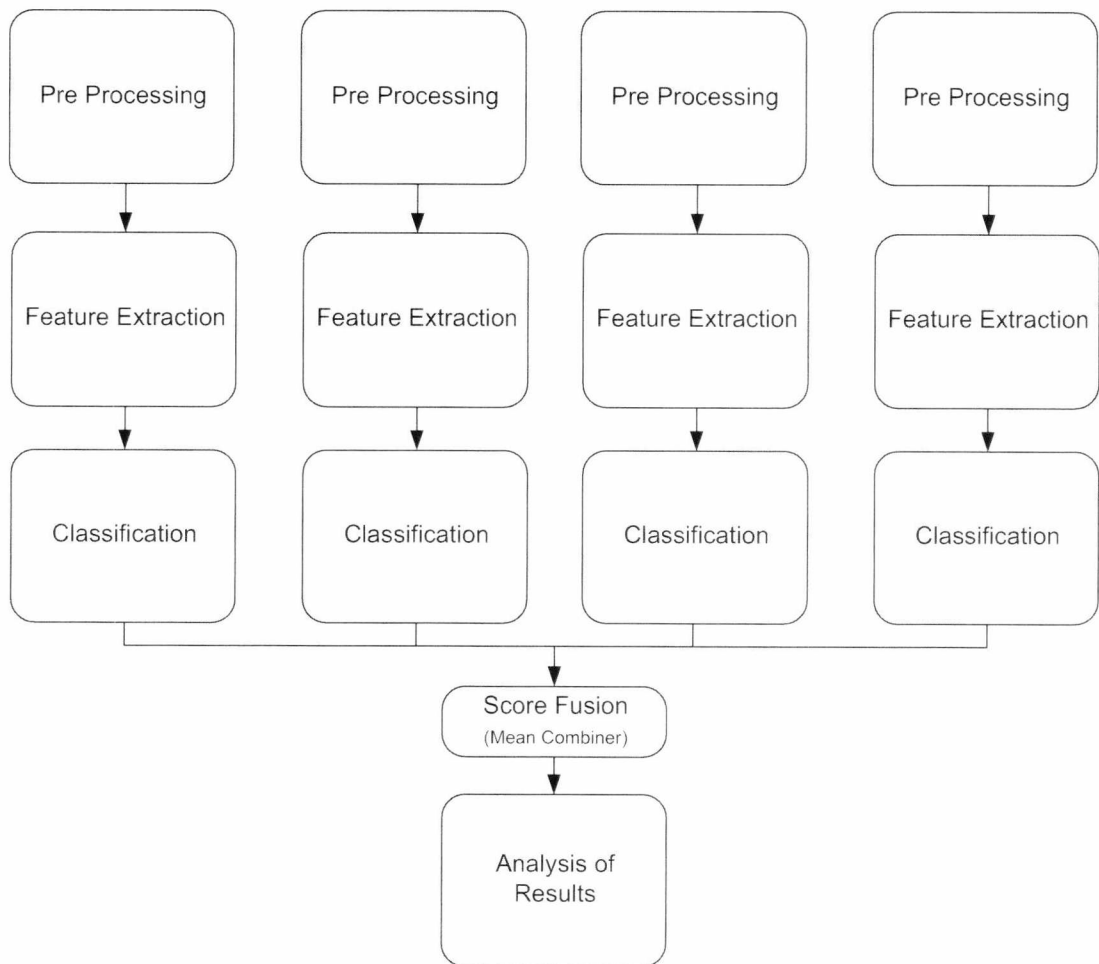 Pre Processing
Pre Processing
Pre Processing
Pre Processing
Feature Extraction
Feature Extraction
Feature Extraction
Feature Extraction
Classification
Classification
Classification
Classification
Score Fusion
(Mean Combiner)
Analysis of
Results